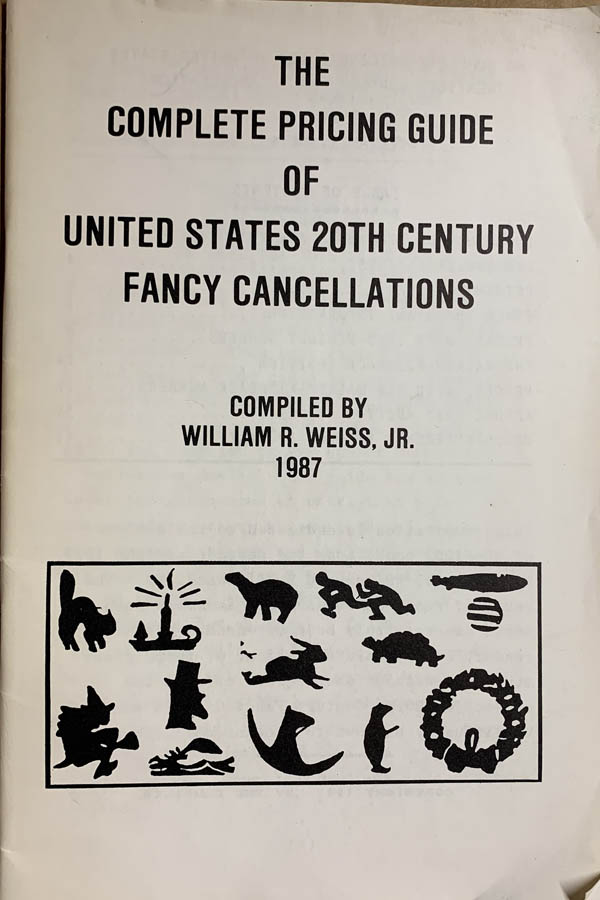 THE
COMPLETE PRICING GUIDE
OF
UNITED STATES 20TH CENTURY
FANCY CANCELLATIONS
COMPILED BY
WILLIAM R. WEISS, JR.
1987